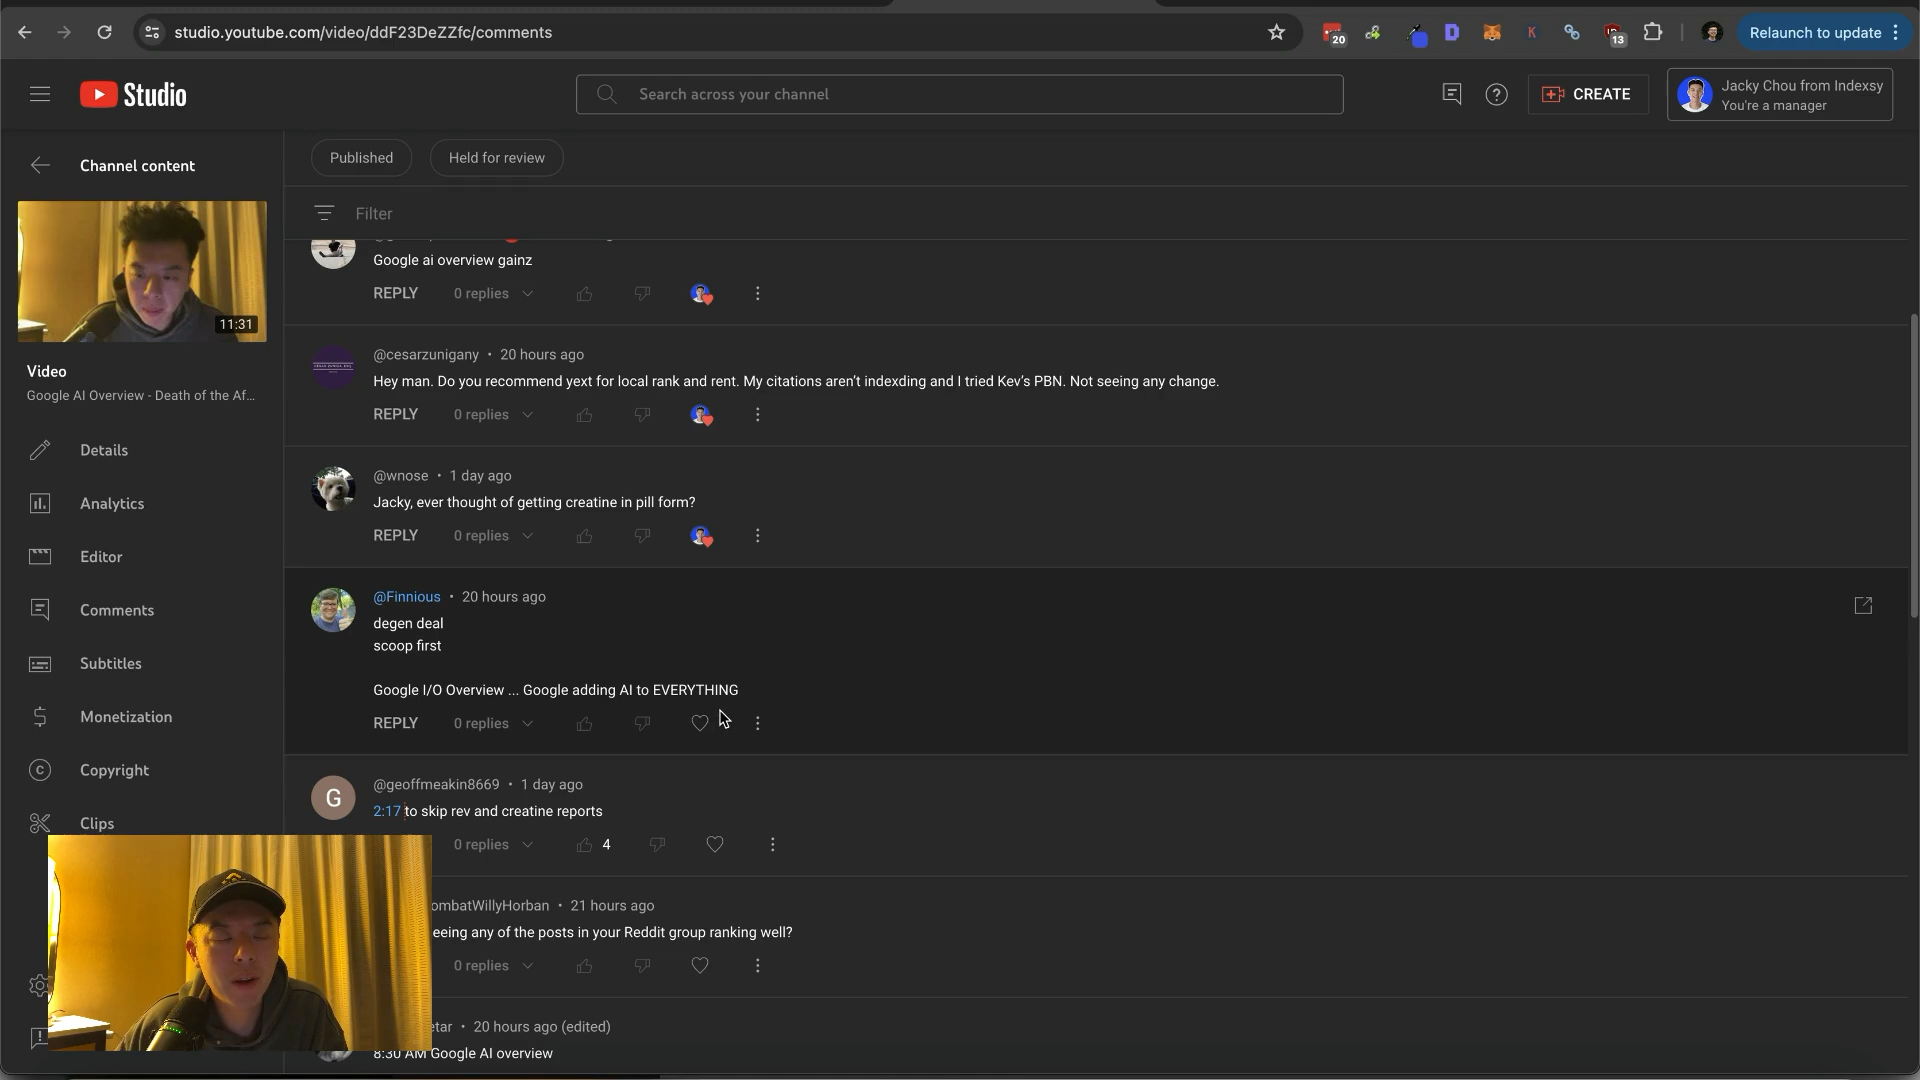 studio.youtube.com/video/ddF23DeZZfc/comments
20
13
Relaunch to update
Studio
Search across your channel
CREATE
Jacky Chou from Indexsy
You're a manager
Channel content
11:31
Video
Google AI Overview - Death of the Af...
Details
Analytics
Editor
Comments
Subtitles
Monetization
Copyright
Clips
Published
Held for review
Filter
Google ai overview gainz
REPLY 0 replies
@cesarzunigany • 20 hours ago
Hey man. Do you recommend yext for local rank and rent. My citations aren’t indexding and I tried Kev’s PBN. Not seeing any change.
REPLY 0 replies
@wnose • 1 day ago
Jacky, ever thought of getting creatine in pill form?
REPLY 0 replies
@Finnious • 20 hours ago
degen deal
scoop first
Google I/O Overview ... Google adding AI to EVERYTHING
REPLY 0 replies
G
@geoffmeakin8669 • 1 day ago
2:17 to skip rev and creatine reports
0 replies 4
ombatWillyHorban • 21 hours ago
eeing any of the posts in your Reddit group ranking well?
0 replies
etar • 20 hours ago (edited)
8:30 AM Google AI overview